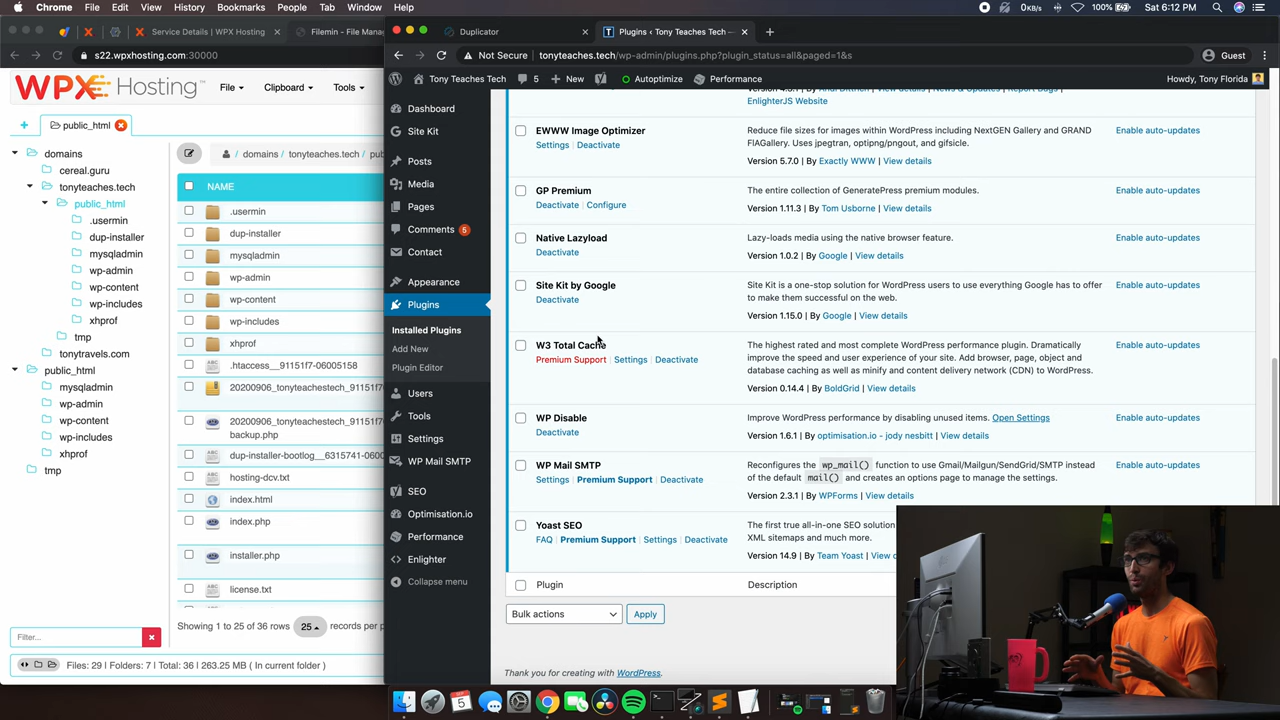 Chrome File Edit View History Bookmarks People Tab Window Help
0kB/s 100% Sat 6:12 PM
Service Details | WPX Hosting
Filemin - File Mana
Duplicator
Plugins ‹ Tony Teaches Tech —
s22.wpxhosting.com:30000
Not Secure tonyteaches.tech/wp-admin/plugins.php?plugin_status=all&paged=1&s
Guest
WPX Hosting
File
Clipboard
Tools
Tony Teaches Tech 5 New Autoptimize Performance
Howdy, Tony Florida
public_html
domains
cereal.guru
tonyteaches.tech
public_html
.usermin
dup-installer
mysqladmin
wp-admin
wp-content
wp-includes
xhprof
tmp
tonytravels.com
public_html
mysqladmin
wp-admin
wp-content
wp-includes
xhprof
tmp
Filter...
Files: 29 | Folders: 7 | Total: 36 | 263.25 MB ( In current folder )
/ domains / tonyteaches.tech / pu
NAME
.usermin
dup-installer
mysqladmin
wp-admin
wp-content
wp-includes
xhprof
.htaccess__91151f7-06005158
20200906_tonyteachestech_91151f7
20200906_tonyteachestech_91151f7
backup.php
dup-installer-bootlog__6315741-0600
hosting-dcv.txt
index.html
index.php
installer.php
license.txt
Showing 1 to 25 of 36 rows 25 records per p
Dashboard
Site Kit
Posts
Media
Pages
Comments 5
Contact
Appearance
Plugins
Installed Plugins
Add New
Plugin Editor
Users
Tools
Settings
WP Mail SMTP
SEO
Optimisation.io
Performance
Enlighter
Collapse menu
EnlighterJS Website
EWWW Image Optimizer
Settings | Deactivate
Reduce file sizes for images within WordPress including NextGEN Gallery and GRAND
FlAGallery. Uses jpegtran, optipng/pngout, and gifsicle.
Version 5.7.0 | By Exactly WWW | View details
Enable auto-updates
GP Premium
Deactivate | Configure
The entire collection of GeneratePress premium modules.
Version 1.11.3 | By Tom Usborne | View details
Enable auto-updates
Native Lazyload
Deactivate
Lazy-loads media using the native browser feature.
Version 1.0.2 | By Google | View details
Enable auto-updates
Site Kit by Google
Deactivate
Site Kit is a one-stop solution for WordPress users to use everything Google has to offer
to make them successful on the web.
Version 1.15.0 | By Google | View details
Enable auto-updates
W3 Total Cache
Premium Support | Settings | Deactivate
The highest rated and most complete WordPress performance plugin. Dramatically
improve the speed and user experience of your site. Add browser, page, object and
database caching as well as minify and content delivery network (CDN) to WordPress.
Version 0.14.4 | By BoldGrid | View details
Enable auto-updates
WP Disable
Deactivate
Improve WordPress performance by disabling unused items. Open Settings
Version 1.6.1 | By optimisation.io - jody nesbitt | View details
Enable auto-updates
WP Mail SMTP
Settings | Premium Support | Deactivate
Reconfigures the wp_mail() function to use Gmail/Mailgun/SendGrid/SMTP instead
of the default mail() and creates an options page to manage the settings.
Version 2.3.1 | By WPForms | View details
Enable auto-updates
Yoast SEO
FAQ | Premium Support | Settings | Deactivate
The first true all-in-one SEO solution
XML sitemaps and much more.
Version 14.9 | By Team Yoast | View d
Plugin
Description
Bulk actions
Apply
Thank you for creating with WordPress.